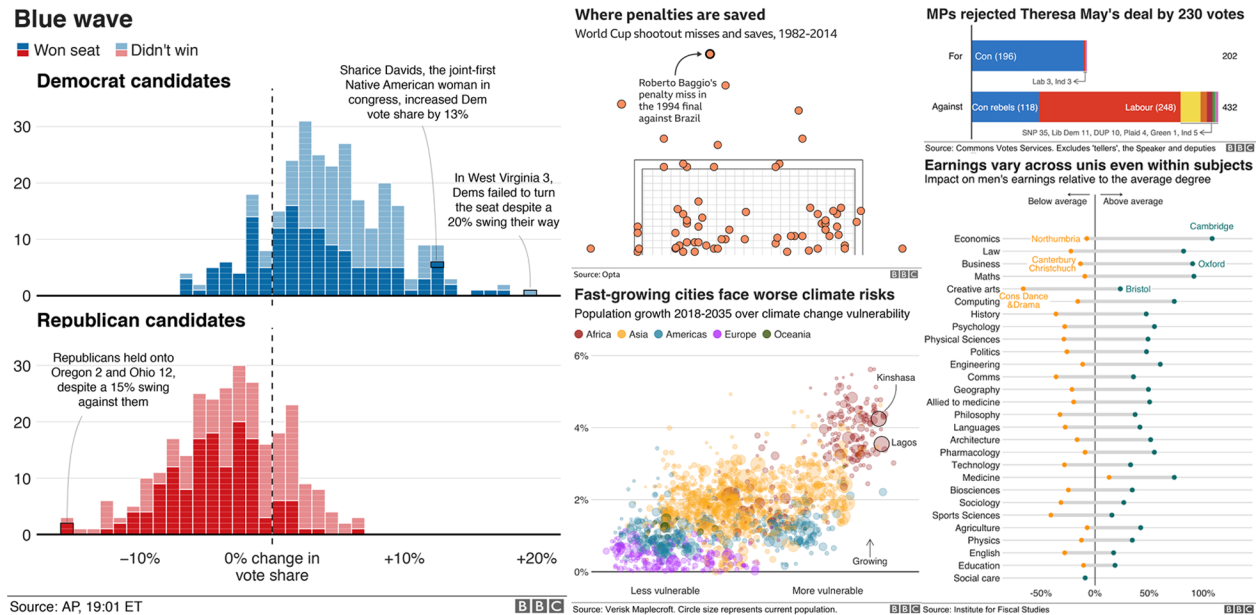 Blue wave
Won seat Didn't win
Democrat candidates
Sharice Davids, the joint-first
Native American woman in
congress, increased Dem
vote share by 13%
In West Virginia 3,
Dems failed to turn
the seat despite a
20% swing their way
30
20
10
0
Republican candidates
Republicans held onto
Oregon 2 and Ohio 12,
despite a 15% swing
against them
30
20
10
0
−10%
0% change in
vote share
+10%
+20%
Source: AP, 19:01 ET
BBC
Where penalties are saved
World Cup shootout misses and saves, 1982-2014
Roberto Baggio's
penalty miss in
the 1994 final
against Brazil
Source: Opta
BBC
Fast-growing cities face worse climate risks
Population growth 2018-2035 over climate change vulnerability
Africa Asia Americas Europe Oceania
6%
Kinshasa
4%
Lagos
2%
Growing
0%
Less vulnerable More vulnerable
Source: Verisk Maplecroft. Circle size represents current population.
BBC
MPs rejected Theresa May's deal by 230 votes
For Con (196) 202
Lab 3, Ind 3
Against Con rebels (118) Labour (248) 432
SNP 35, Lib Dem 11, DUP 10, Plaid 4, Green 1, Ind 5
Source: Commons Votes Services. Excludes 'tellers', the Speaker and deputies
BBC
Earnings vary across unis even within subjects
Impact on men's earnings relative to the average degree
Below average Above average
Cambridge
Economics Northumbria
Law
Business Canterbury
Christchuch Oxford
Maths
Creative arts Bristol
Cons Dance
&Drama
Computing
History
Psychology
Physical Sciences
Politics
Engineering
Comms
Geography
Allied to medicine
Philosophy
Languages
Architecture
Pharmacology
Technology
Medicine
Biosciences
Sociology
Sports Sciences
Agriculture
Physics
English
Education
Social care
-50% 0% 50% 100%
Source: Institute for Fiscal Studies
BBC